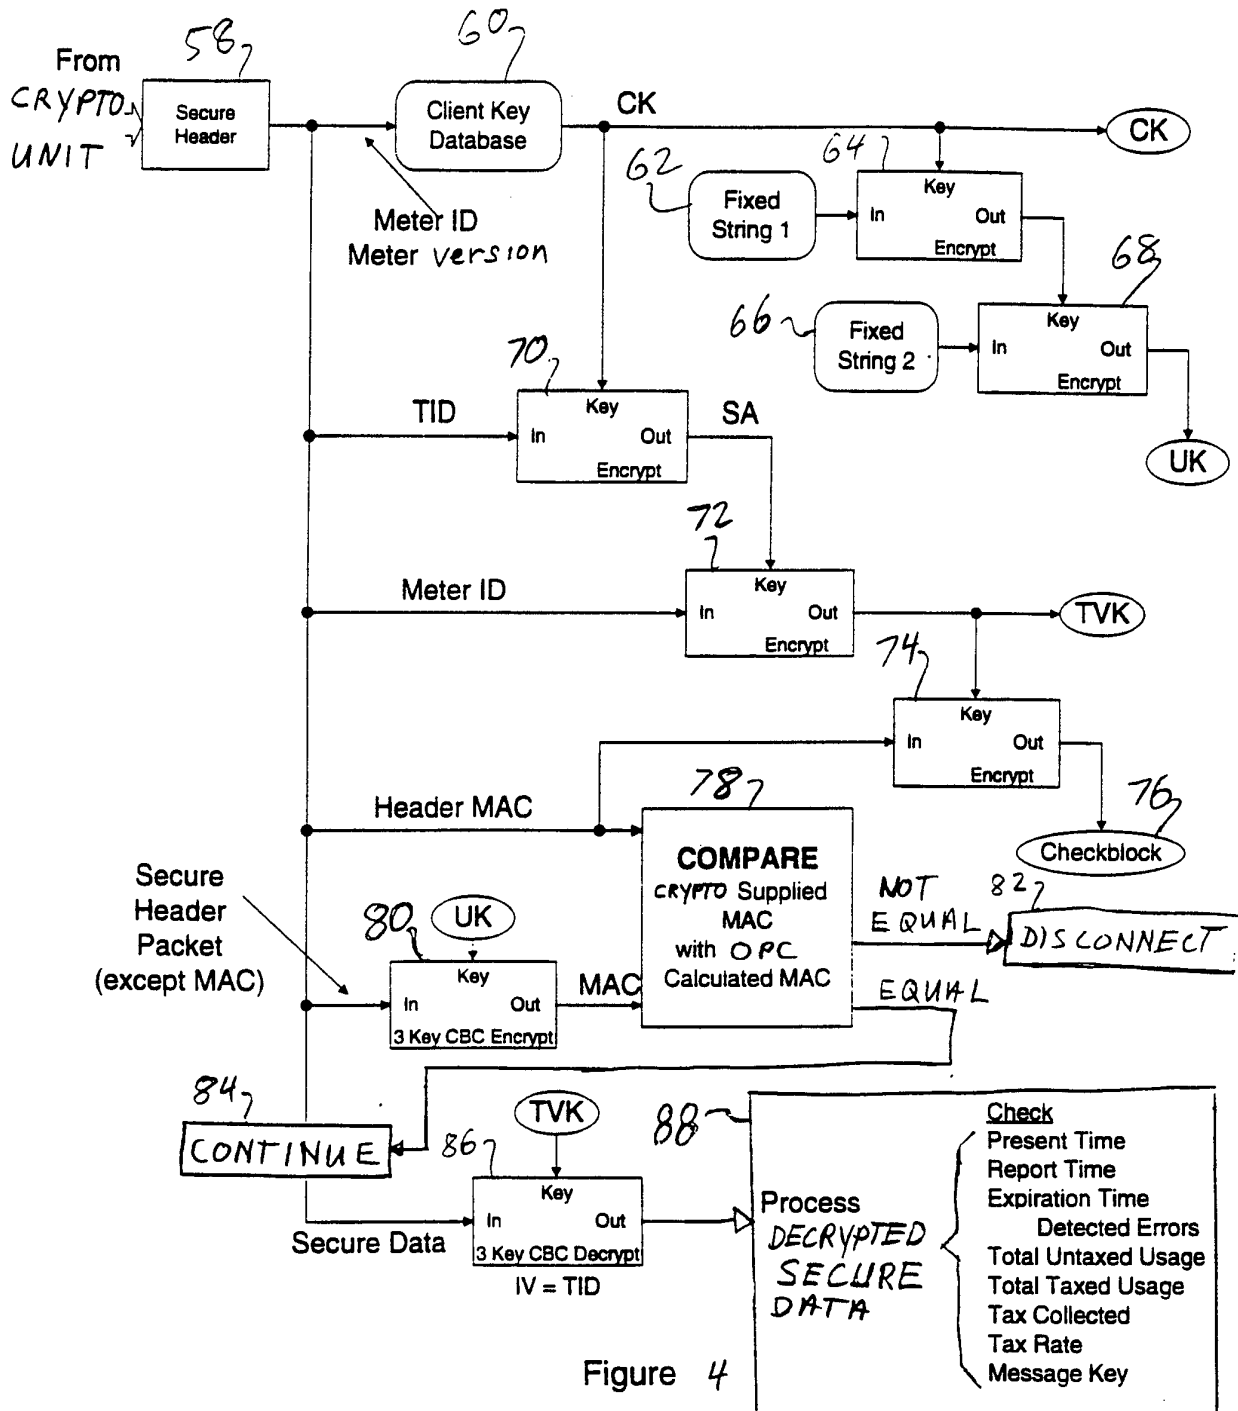 58
60
From
CRYPTO
UNIT
Secure
Header
Client Key
Database
CK
CK
Meter ID
Meter version
62
Fixed
String 1
64
Key
In
Out
Encrypt
66
Fixed
String 2
68
Key
In
Out
Encrypt
UK
70
TID
Key
In
Out
Encrypt
SA
72
Meter ID
Key
In
Out
Encrypt
TVK
74
Key
In
Out
Encrypt
76
Checkblock
Header MAC
78
COMPARE
CRYPTO Supplied
MAC
with OPC
Calculated MAC
NOT
EQUAL
82
DISCONNECT
EQUAL
Secure
Header
Packet
(except MAC)
80
UK
Key
In
Out
3 Key CBC Encrypt
MAC
84
CONTINUE
TVK
86
Key
In
Out
3 Key CBC Decrypt
IV = TID
Secure Data
88
Process
DECRYPTED
SECURE
DATA
Check
Present Time
Report Time
Expiration Time
Detected Errors
Total Untaxed Usage
Total Taxed Usage
Tax Collected
Tax Rate
Message Key
Figure 4